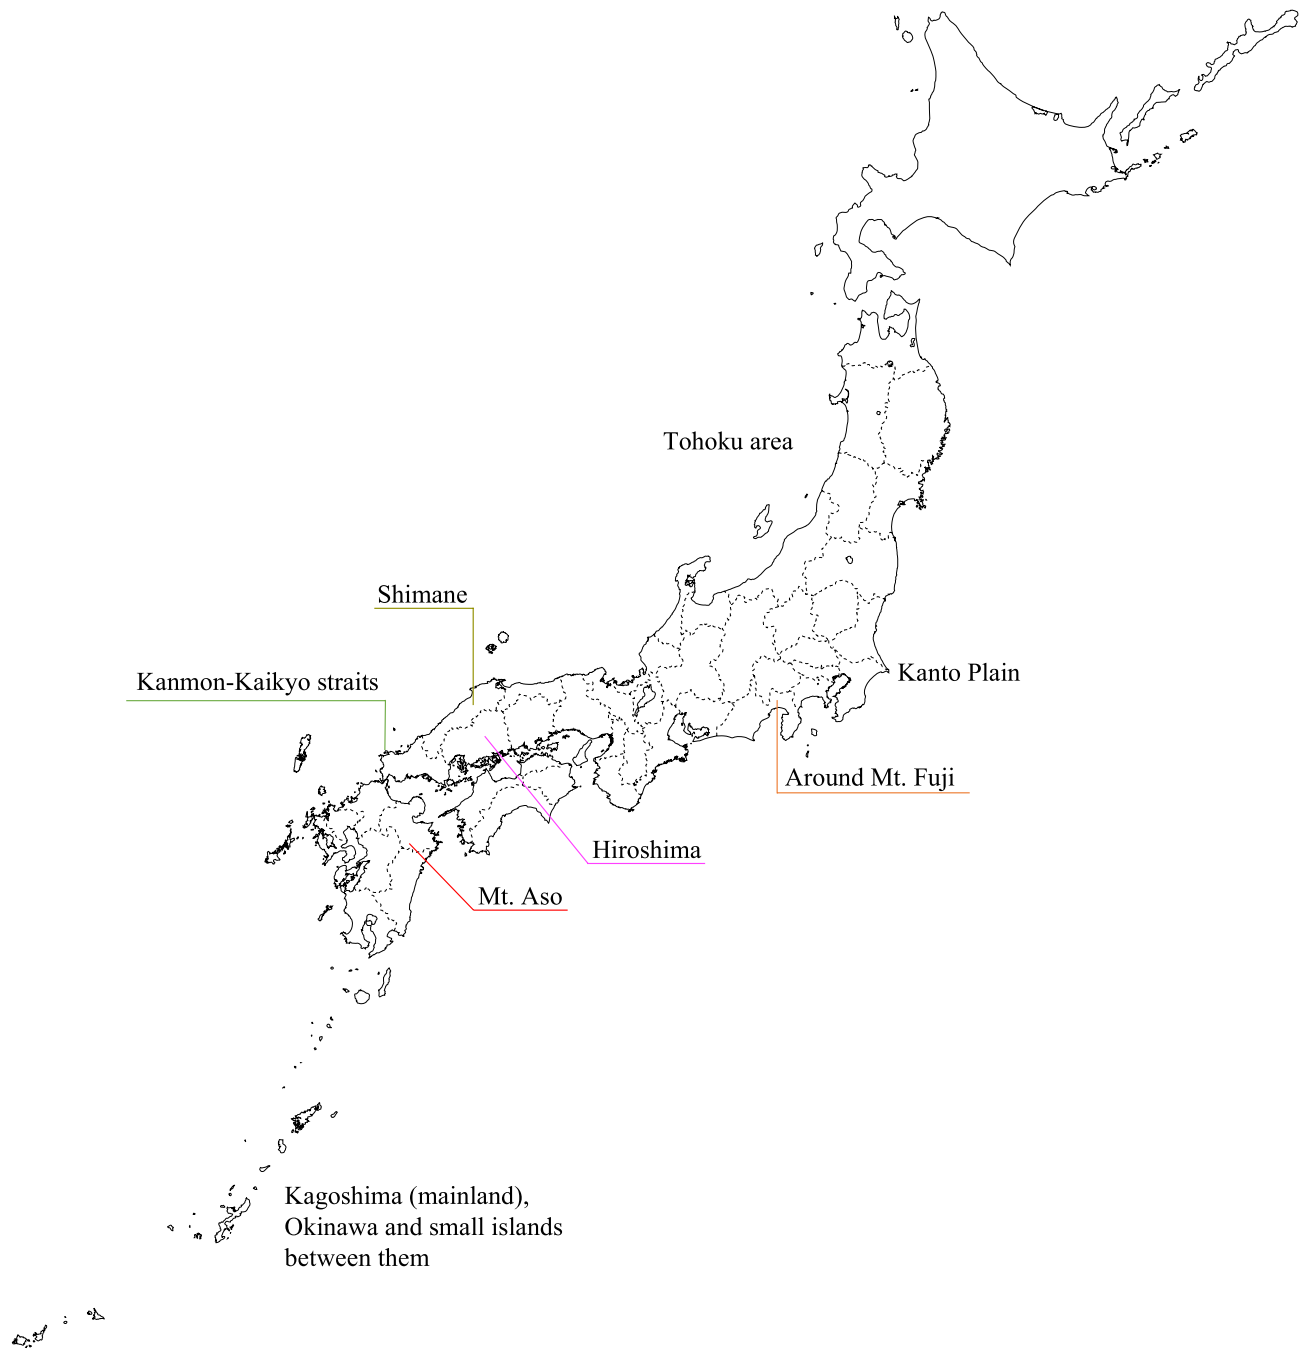 Tohoku area
Shimane
Kanmon-Kaikyo straits
Kanto Plain
Around Mt. Fuji
Hiroshima
Mt. Aso
Kagoshima (mainland),
Okinawa and small islands
between them